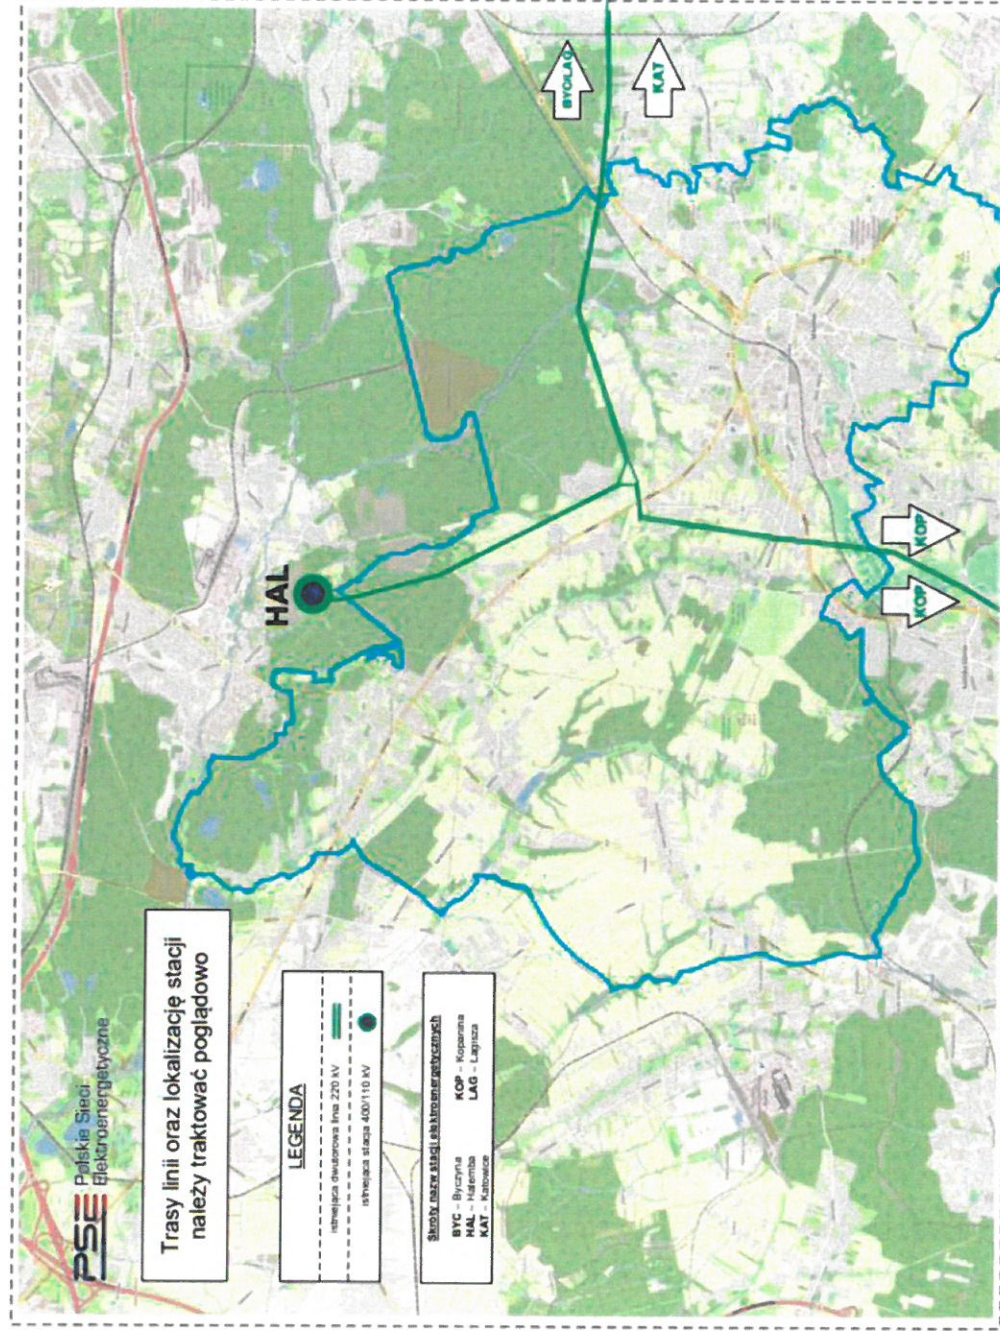 PSE Polskie Sieci
Elektroenergetyczne
Trasy linii oraz lokalizację stacji
należy traktować poglądowo
LEGENDA
istniejąca dwutorowa linia 220 kV
istniejąca stacja 400/110 kV
Skróty nazw stacji elektroenergetycznych
BYC - Byczyna
HAL - Halemba
KAT - Katowice
KOP - Kopanina
LAG - Lagisza
HAL
BYC/LAG
KAT
KOP
KOP